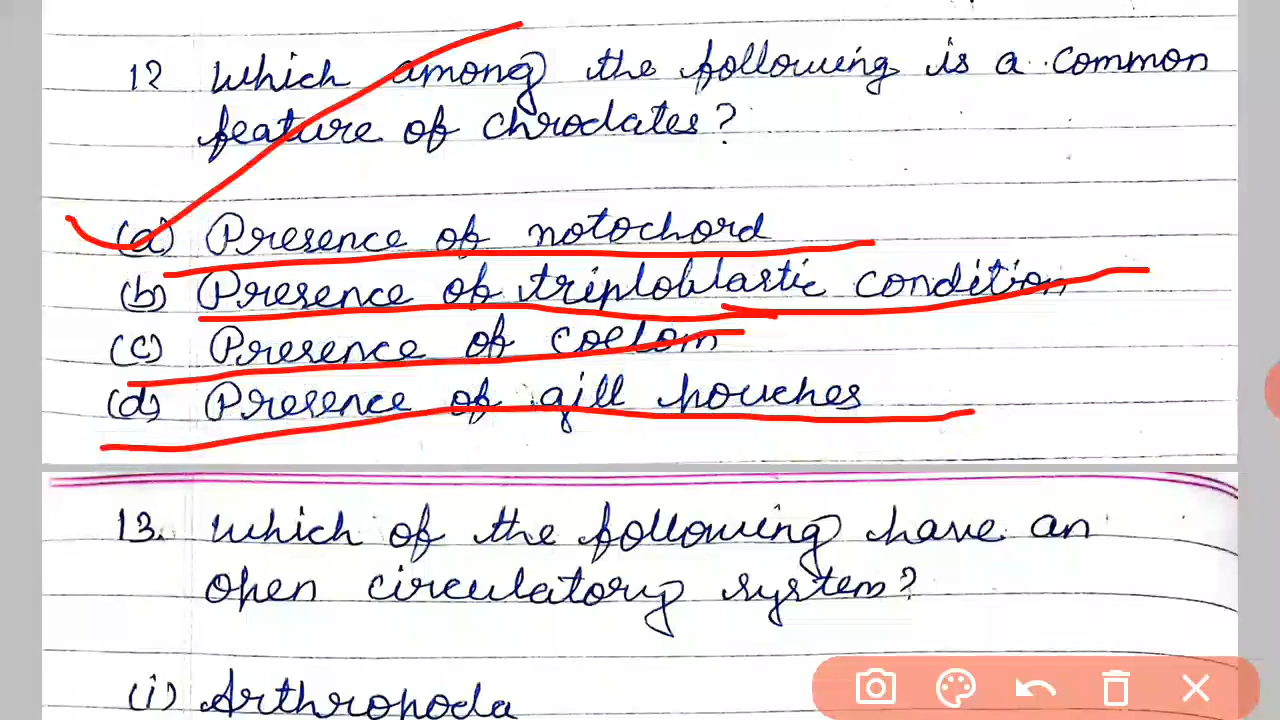 12 Which among the following is a common
feature of chrodates?
(a) Presence of notochord
(b) Presence of triploblastic condition
(c) Presence of coelom
(d) Presence of gill pouches
13. Which of the following have an
open circulatory system?
(i) Arthropoda